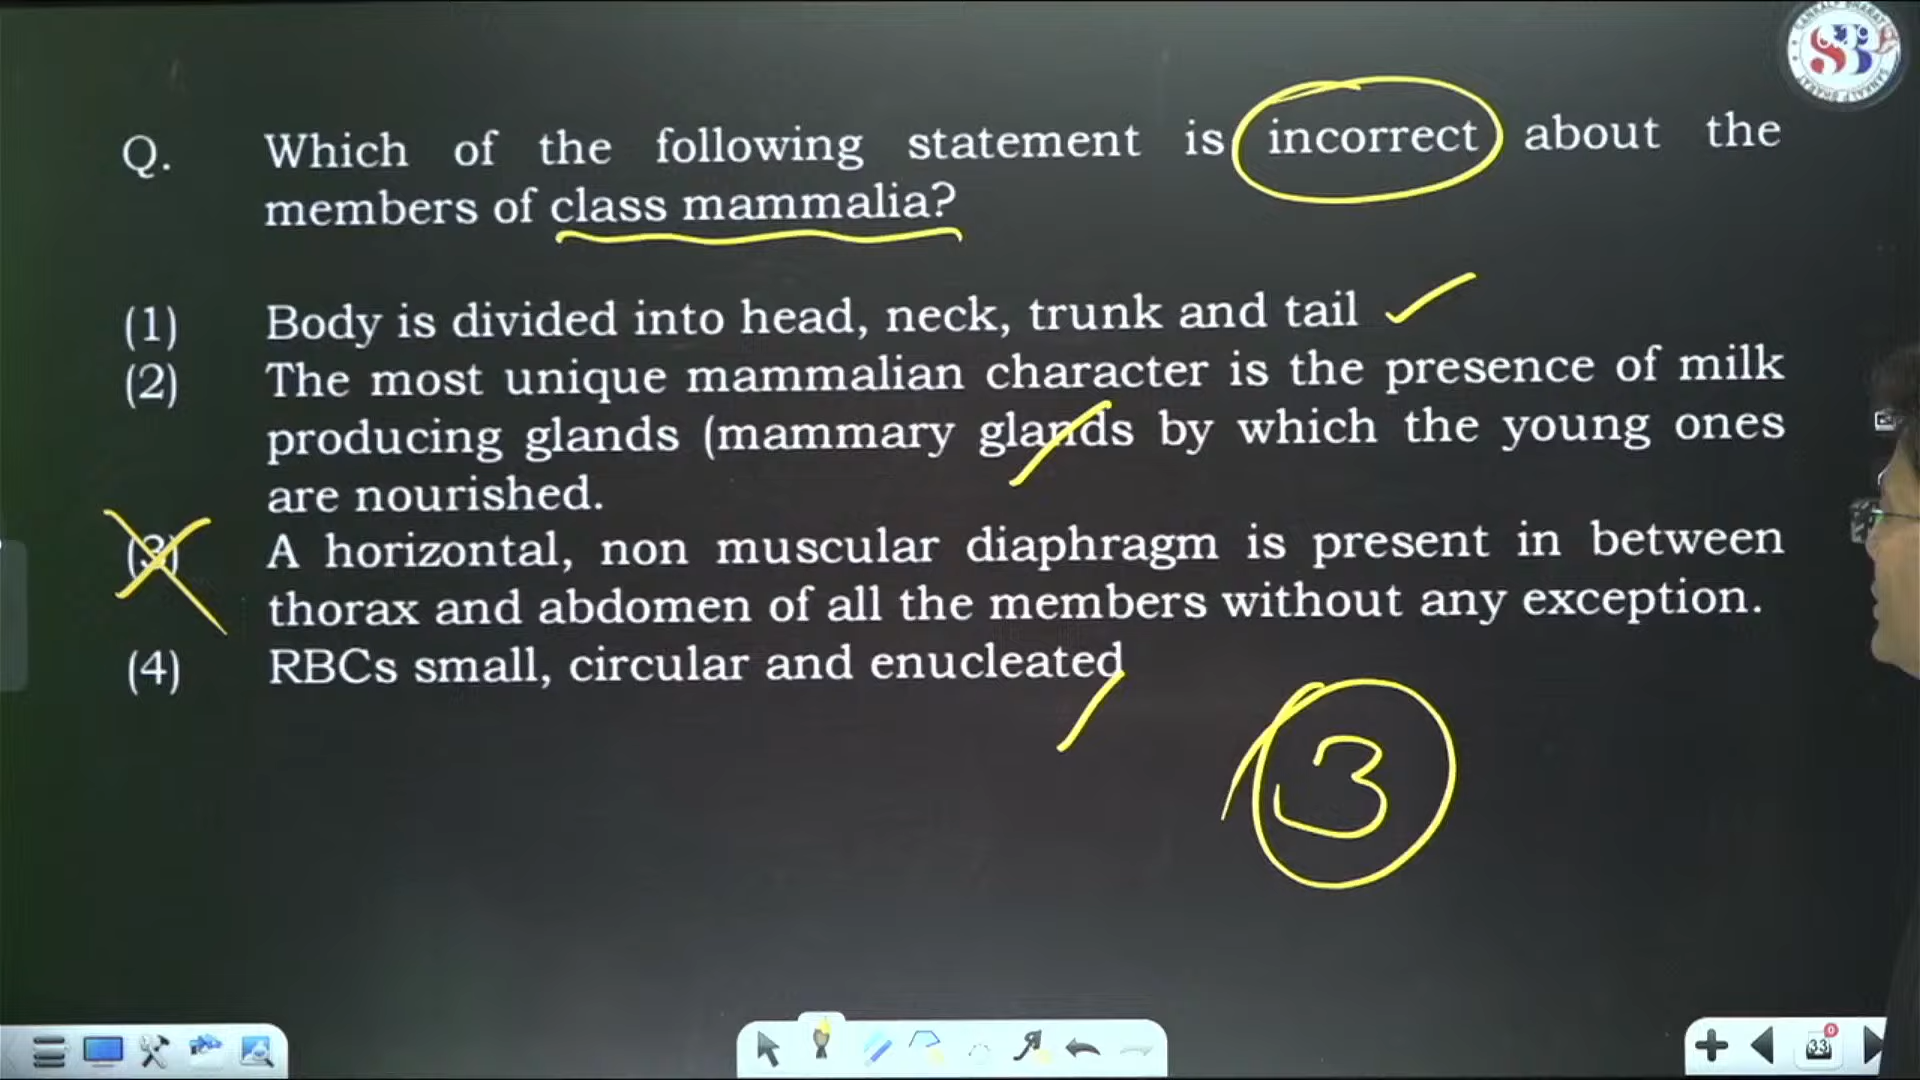 Q. Which of the following statement is incorrect about the
members of class mammalia?
(1) Body is divided into head, neck, trunk and tail
(2) The most unique mammalian character is the presence of milk
producing glands (mammary glands by which the young ones
are nourished.
(3) A horizontal, non muscular diaphragm is present in between
thorax and abdomen of all the members without any exception.
(4) RBCs small, circular and enucleated
3
33
0